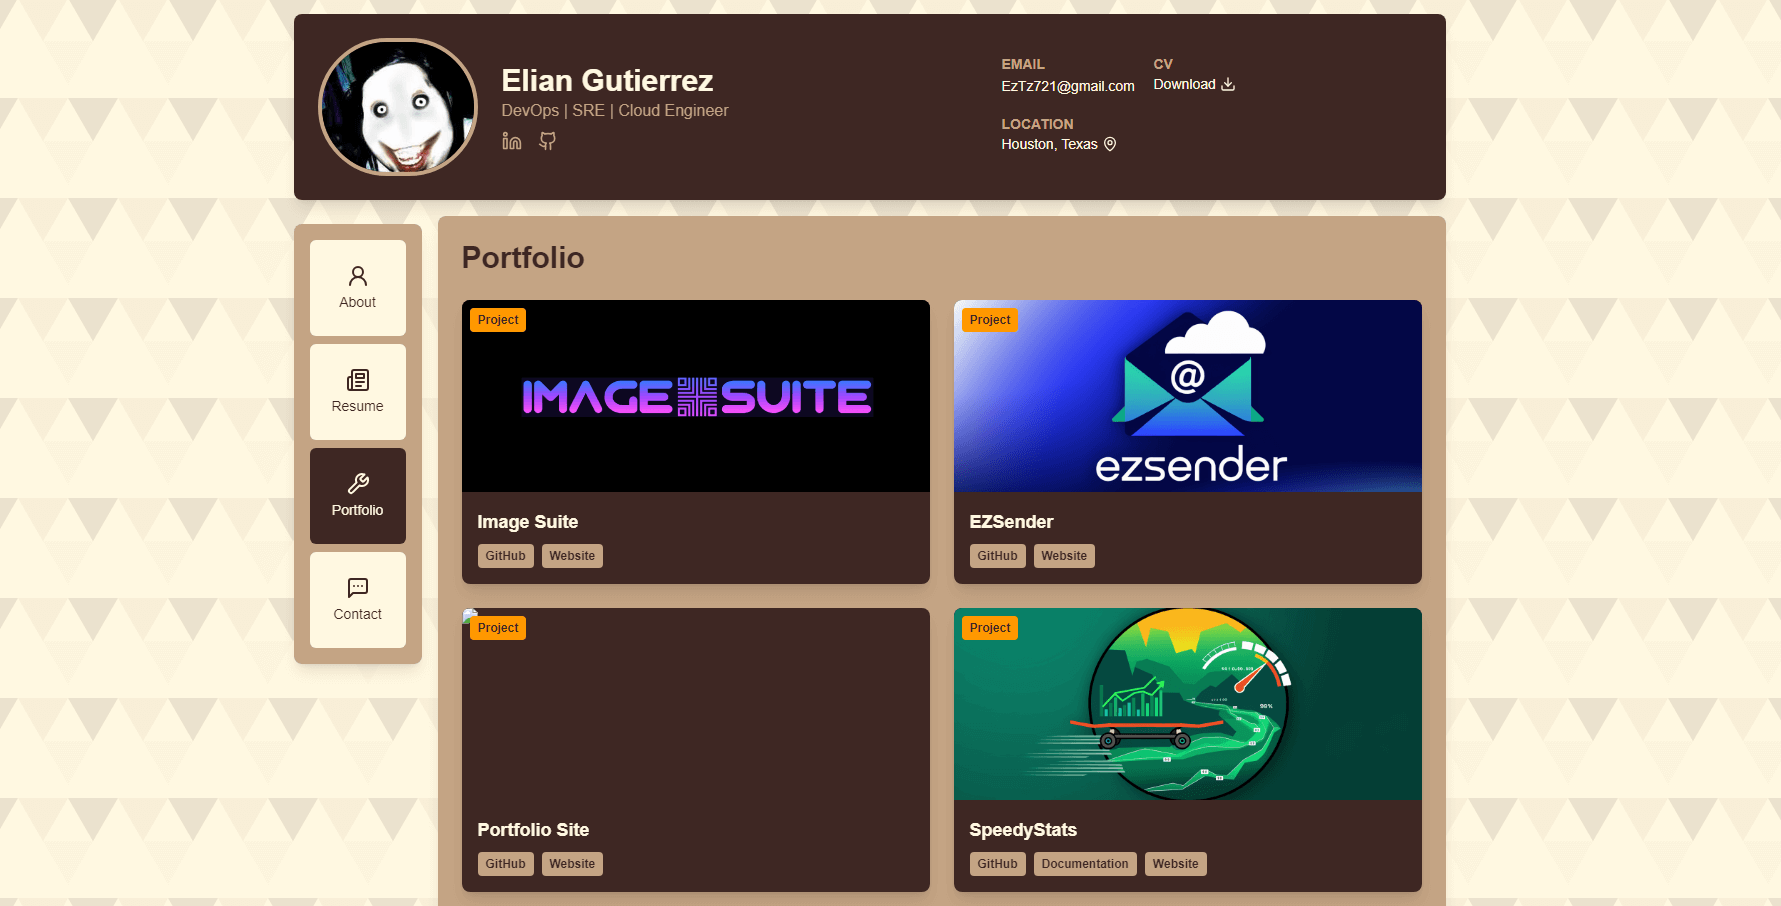 Elian Gutierrez
DevOps | SRE | Cloud Engineer
EMAIL
EzTz721@gmail.com
CV
Download
LOCATION
Houston, Texas
About
Resume
Portfolio
Contact
Portfolio
Project
IMAGE SUITE
Image Suite
GitHub Website
Project
@
ezsender
EZSender
GitHub Website
Project
Portfolio Site
GitHub Website
Project
98%
SpeedyStats
GitHub Documentation Website